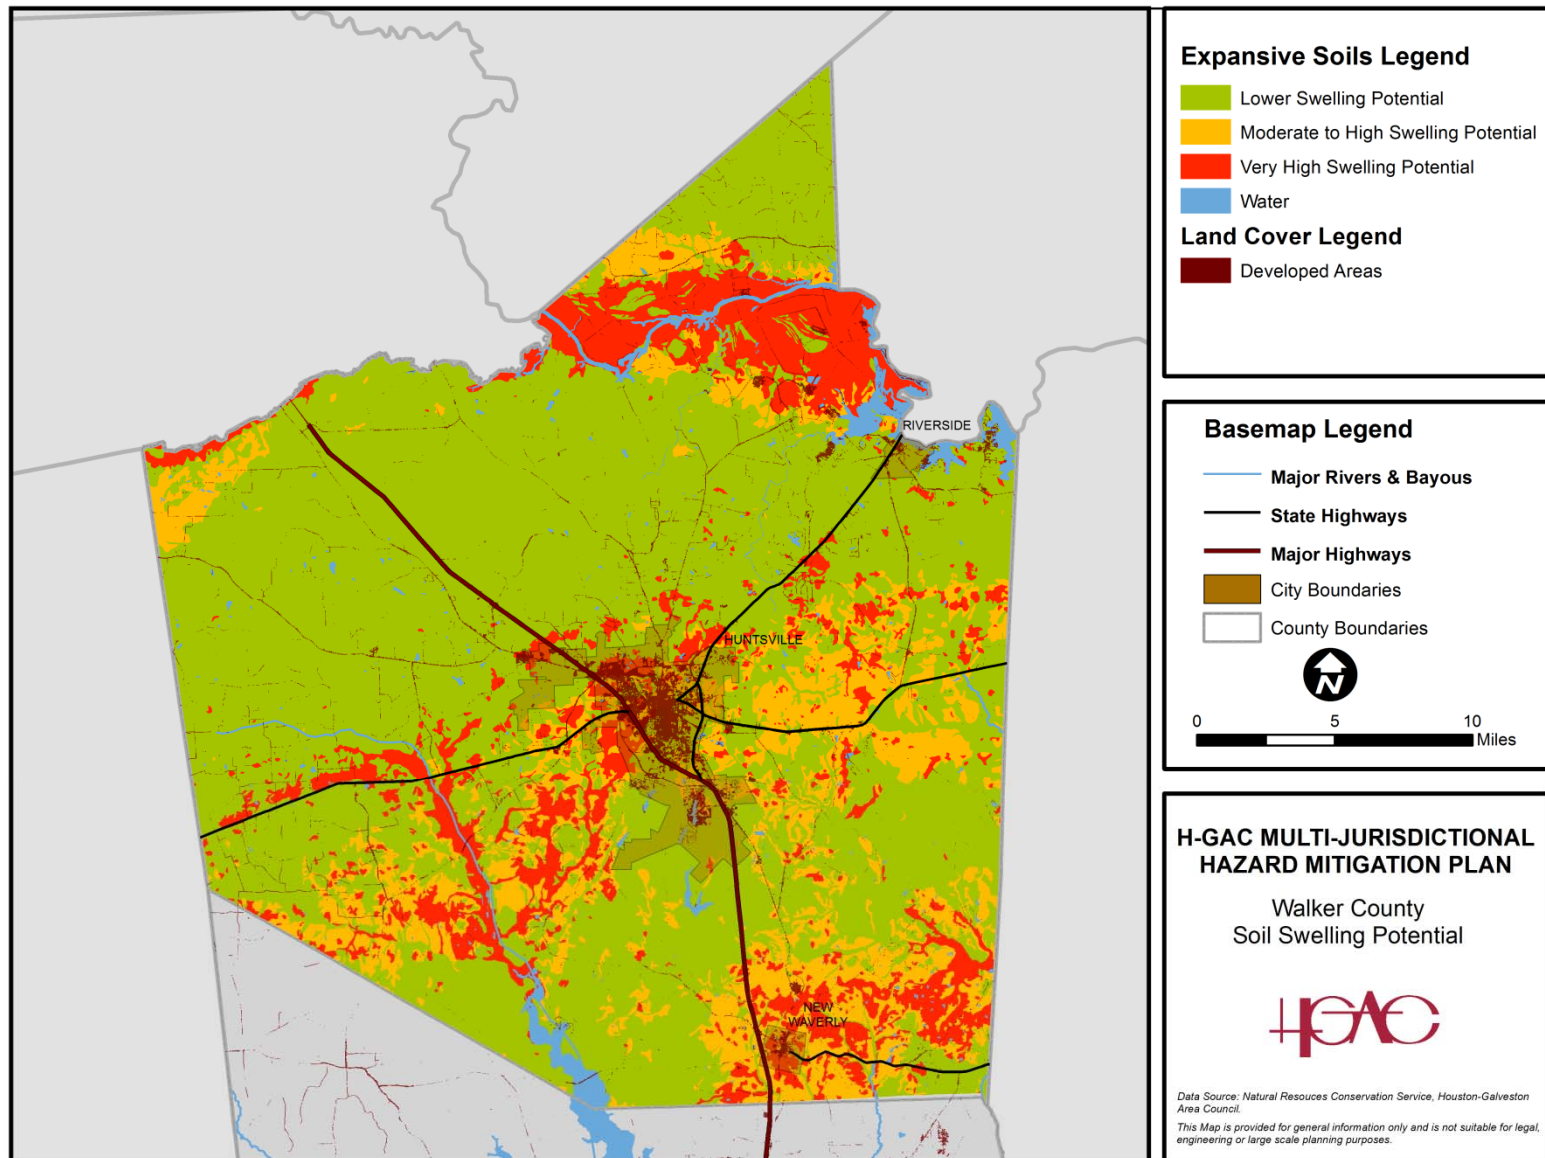 Expansive Soils Legend
Lower Swelling Potential
Moderate to High Swelling Potential
Very High Swelling Potential
Water
Land Cover Legend
Developed Areas
RIVERSIDE
HUNTSVILLE
NEW
WAVERLY
Basemap Legend
Major Rivers & Bayous
State Highways
Major Highways
City Boundaries
County Boundaries
N
0 5 10
Miles
H-GAC MULTI-JURISDICTIONAL
HAZARD MITIGATION PLAN
Walker County
Soil Swelling Potential
HGAC
Data Source: Natural Resouces Conservation Service, Houston-Galveston
Area Council.
This Map is provided for general information only and is not suitable for legal,
engineering or large scale planning purposes.